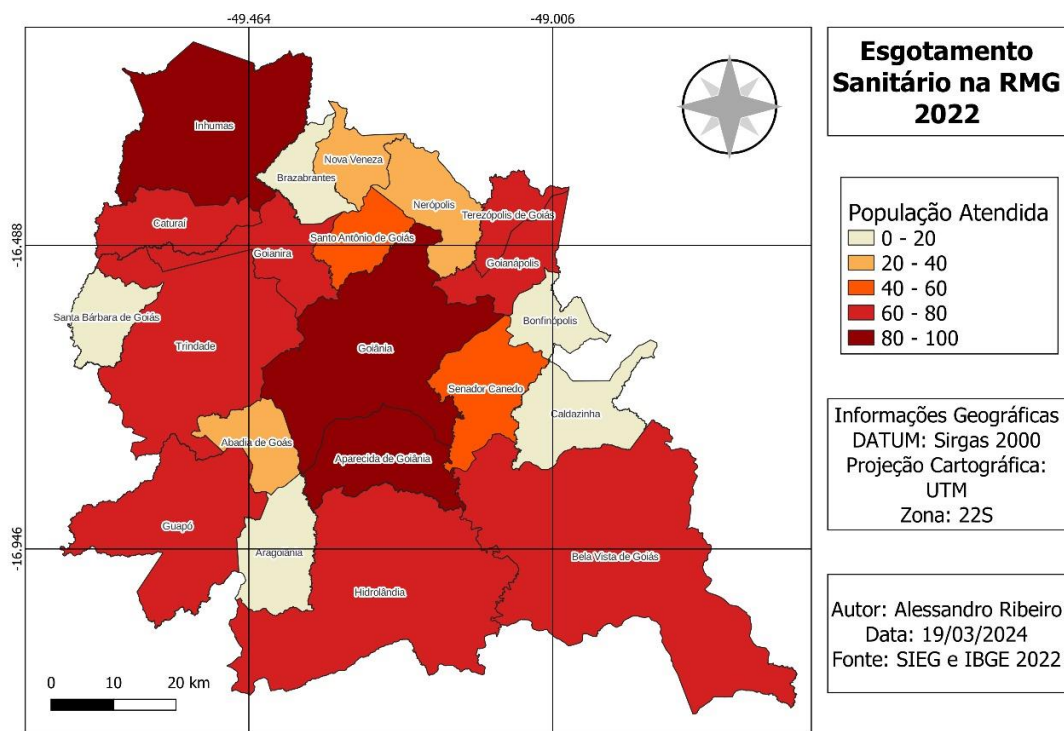 -49.464
-49.006
-16.488
-16.946
Inhumas
Nova Veneza
Brazabrantes
Nerópolis
Terezópolis de Goiás
Caturaí
Santo Antônio de Goiás
Goianira
Goianápolis
Santa Bárbara de Goiás
Bonfinópolis
Trindade
Goiânia
Senador Canedo
Caldazinha
Abadia de Goás
Aparecida de Goiânia
Guapó
Aragoiânia
Bela Vista de Goiás
Hidrolândia
0 10 20 km
Esgotamento
Sanitário na RMG
2022
População Atendida
0 - 20
20 - 40
40 - 60
60 - 80
80 - 100
Informações Geográficas
DATUM: Sirgas 2000
Projeção Cartográfica:
UTM
Zona: 22S
Autor: Alessandro Ribeiro
Data: 19/03/2024
Fonte: SIEG e IBGE 2022